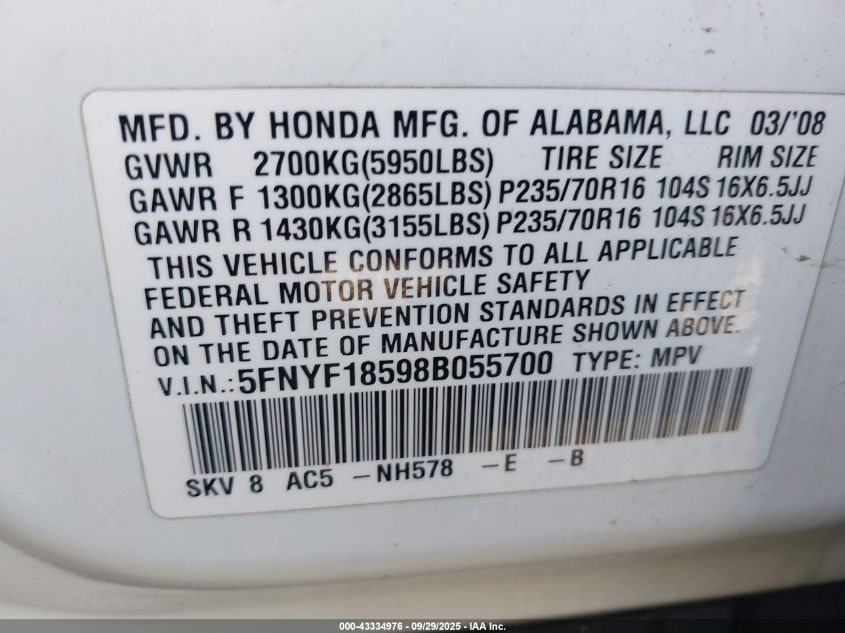 MFD. BY HONDA MFG. OF ALABAMA, LLC 03/'08
GVWR 2700KG(5950LBS) TIRE SIZE RIM SIZE
GAWR F 1300KG(2865LBS) P235/70R16 104S 16X6.5JJ
GAWR R 1430KG(3155LBS) P235/70R16 104S 16X6.5JJ
THIS VEHICLE CONFORMS TO ALL APPLICABLE
FEDERAL MOTOR VEHICLE SAFETY
AND THEFT PREVENTION STANDARDS IN EFFECT
ON THE DATE OF MANUFACTURE SHOWN ABOVE.
V.I.N.: 5FNYF18598B055700 TYPE: MPV
SKV 8 AC5 -NH578 -E -B
000-43334976 - 09/29/2025 - IAA Inc.